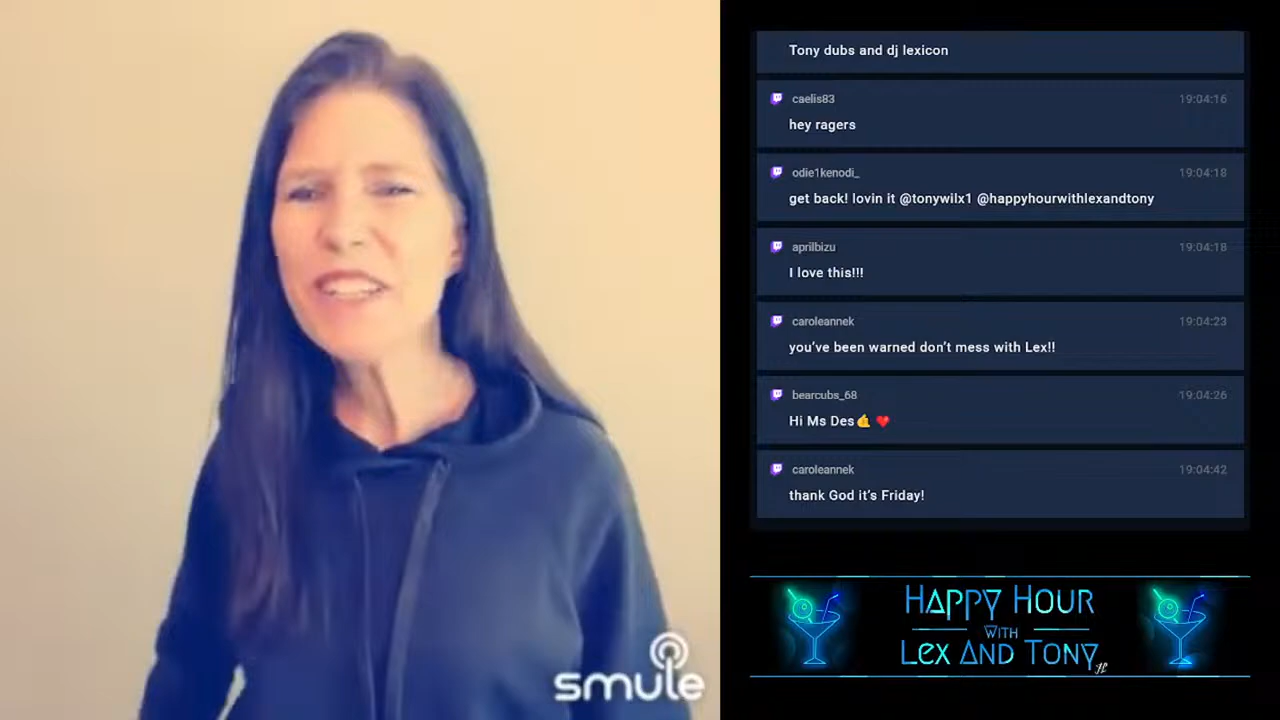 Tony dubs and dj lexicon
caelis83 19:04:16
hey ragers
odie1kenodi_ 19:04:18
get back! lovin it @tonywilx1 @happyhourwithlexandtony
aprilbizu 19:04:18
I love this!!!
caroleannek 19:04:23
you've been warned don't mess with Lex!!
bearcubs_68 19:04:26
Hi Ms Des🤙 ❤️
caroleannek 19:04:42
thank God it's Friday!
HAPPY HOUR
WITH
LEX AND TONY
smule